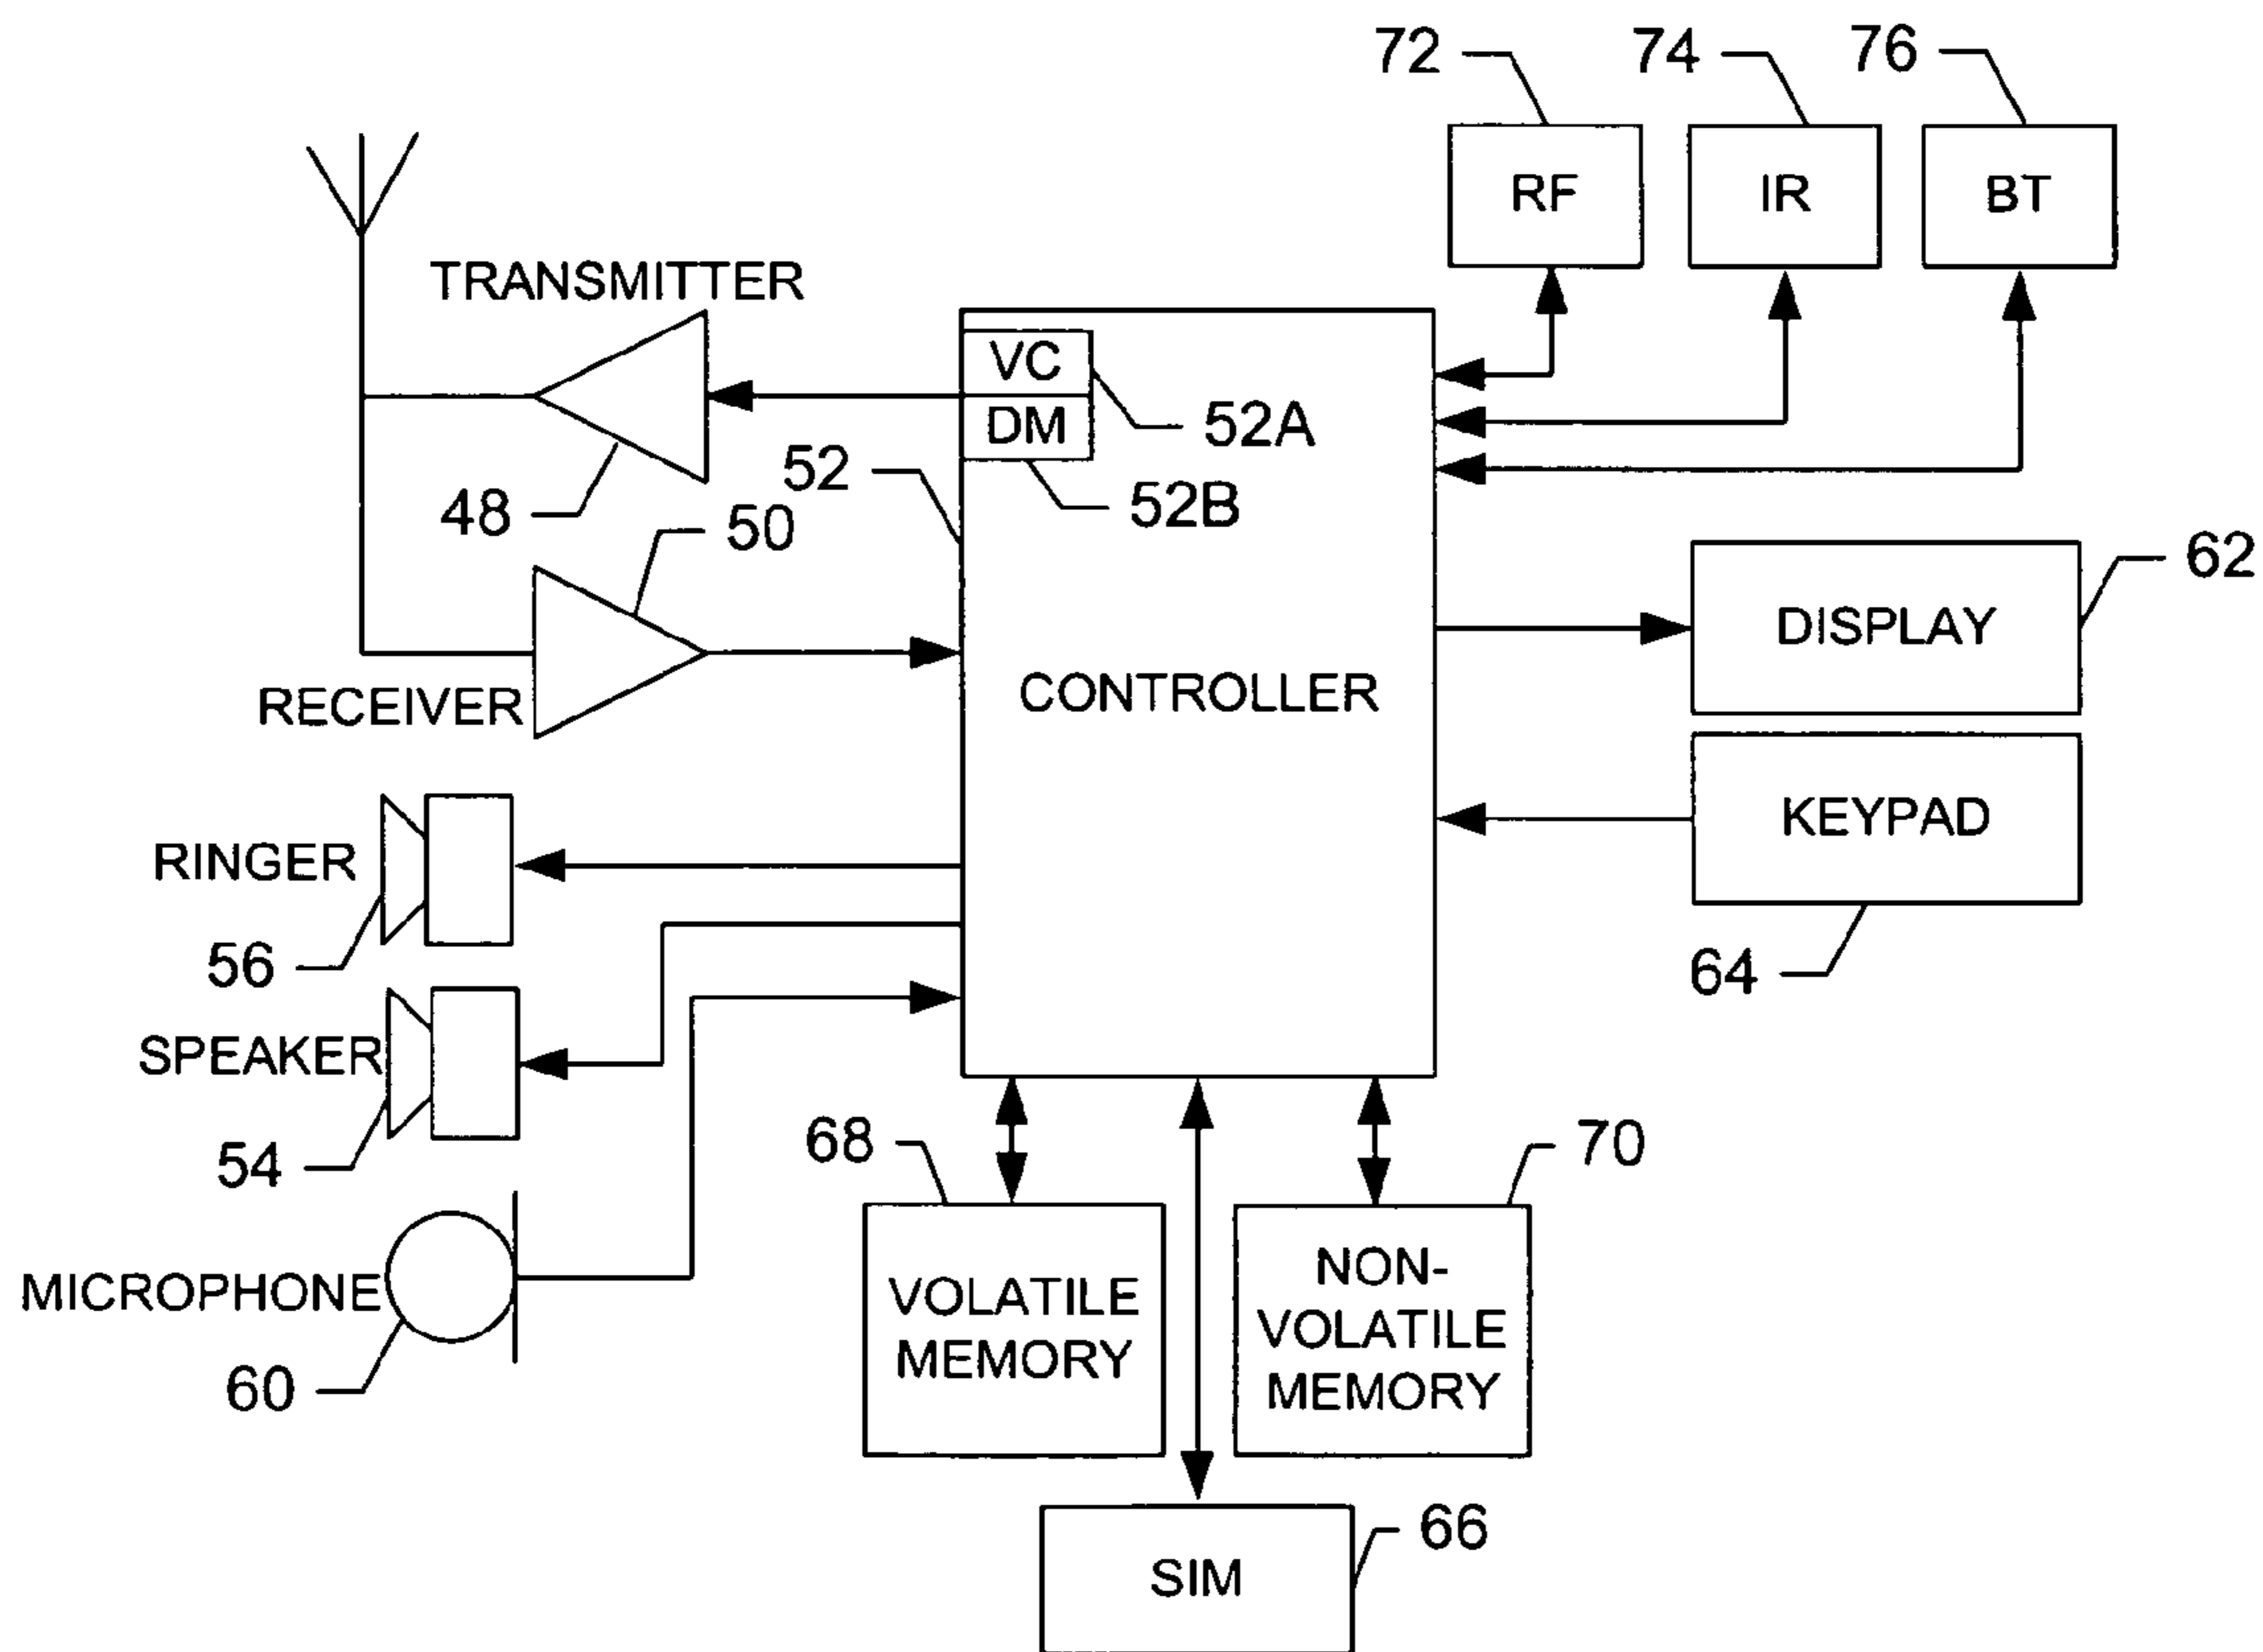 72
74
76
RF
IR
BT
TRANSMITTER
VC
DM
52A
52
52B
48
50
62
DISPLAY
CONTROLLER
RECEIVER
KEYPAD
RINGER
56
64
SPEAKER
54
68
70
MICROPHONE
60
VOLATILE
MEMORY
NON-
VOLATILE
MEMORY
66
SIM